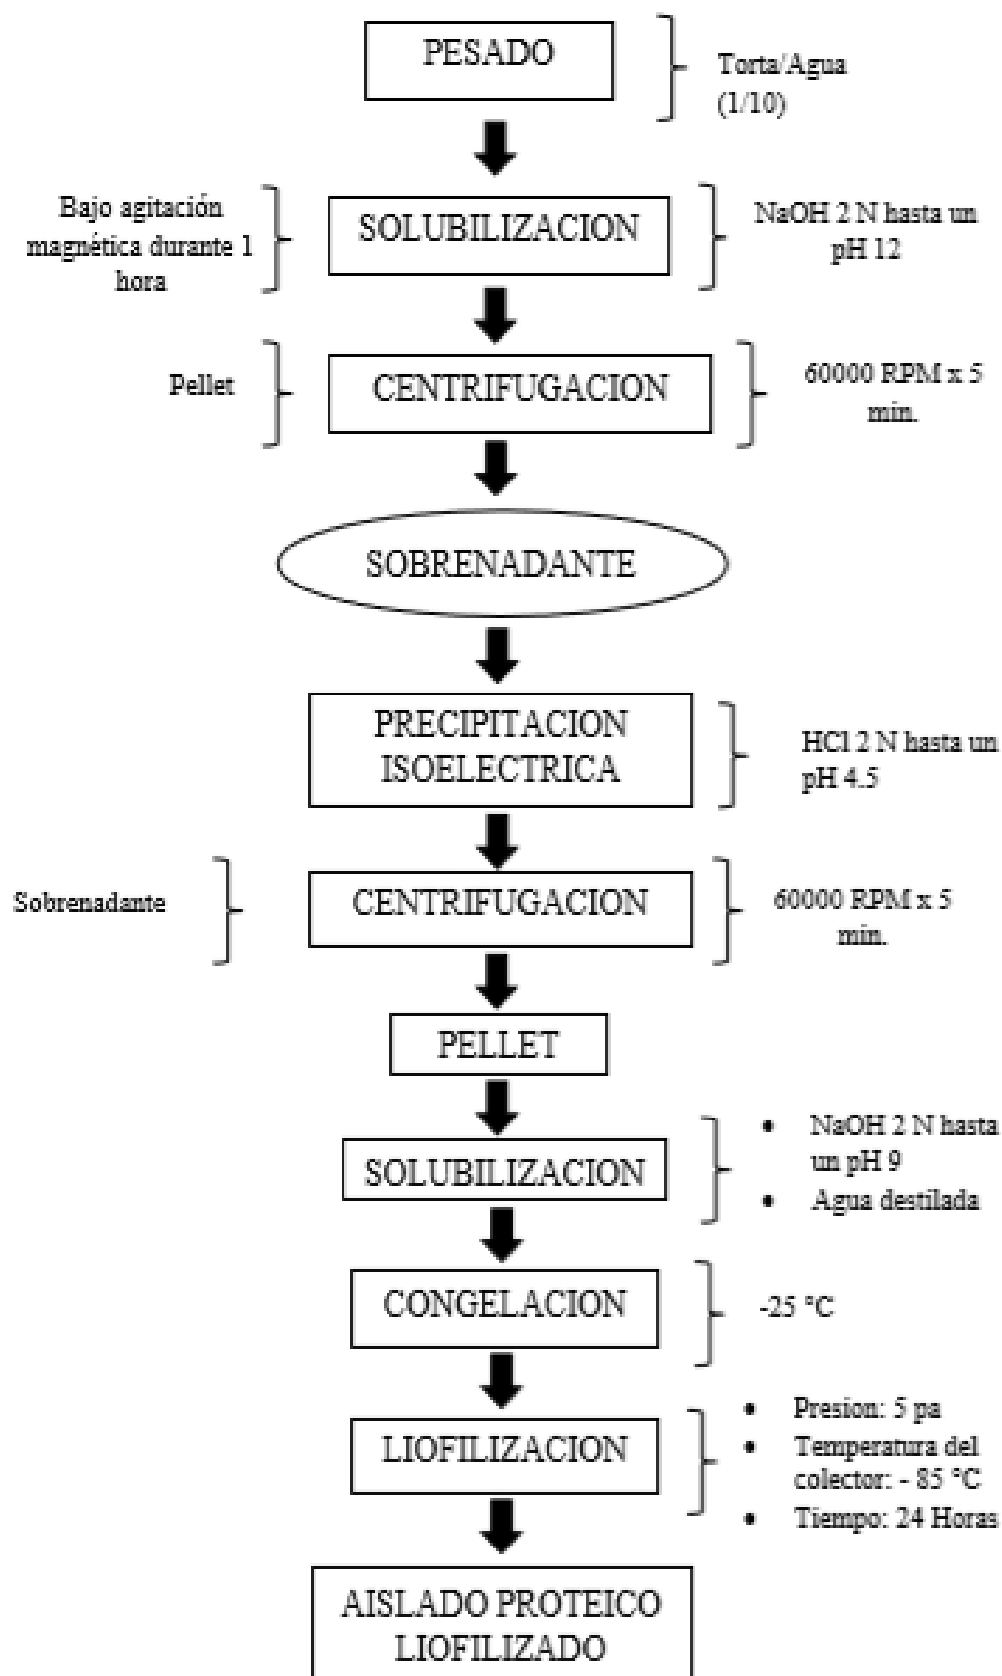 PESADO
Torta/Agua
(1/10)
Bajo agitación
magnética durante 1
hora
SOLUBILIZACION
NaOH 2 N hasta un
pH 12
Pellet
CENTRIFUGACION
60000 RPM x 5
min.
SOBRENADANTE
PRECIPITACION
ISOELECTRICA
HCl 2 N hasta un
pH 4.5
Sobrenadante
CENTRIFUGACION
60000 RPM x 5
min.
PELLET
SOLUBILIZACION
• NaOH 2 N hasta
un pH 9
• Agua destilada
CONGELACION
-25 °C
LIOFILIZACION
• Presion: 5 pa
• Temperatura del
colector: - 85 °C
• Tiempo: 24 Horas
AISLADO PROTEICO
LIOFILIZADO